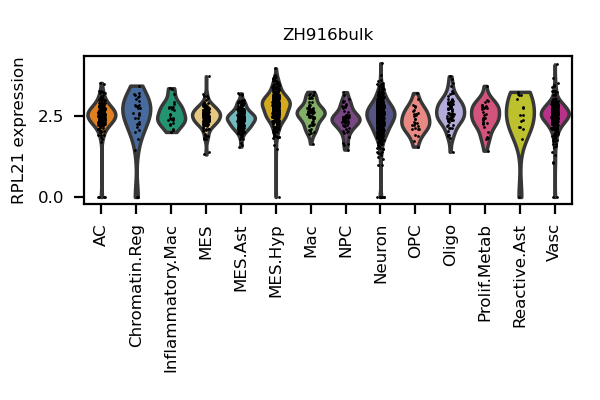 ZH916bulk
RPL21 expression
2.5
0.0
AC
Chromatin.Reg
Inflammatory.Mac
MES
MES.Ast
MES.Hyp
Mac
NPC
Neuron
OPC
Oligo
Prolif.Metab
Reactive.Ast
Vasc